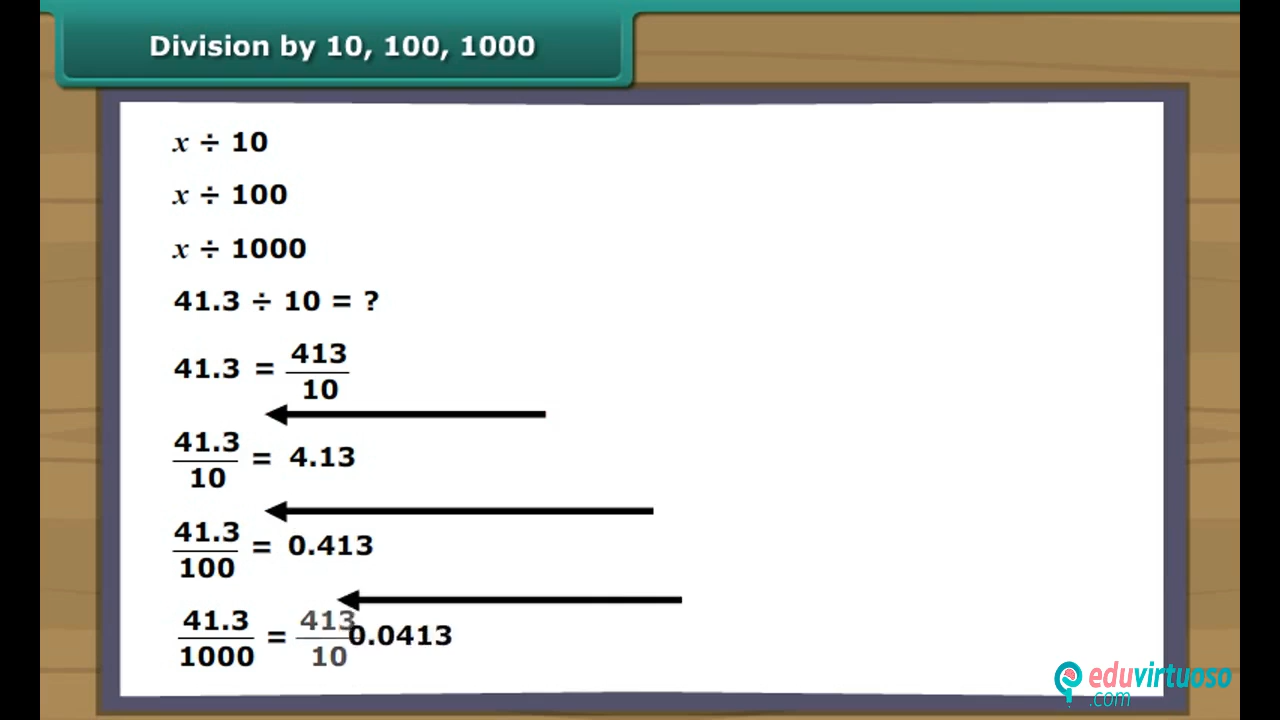 Division by 10, 100, 1000
x ÷ 10
x ÷ 100
x ÷ 1000
41.3 ÷ 10 = ?
41.3 = 413/10
41.3/10 = 4.13
41.3/100 = 0.413
41.3/1000 = 413/10 0.0413
eduvirtuoso
.com